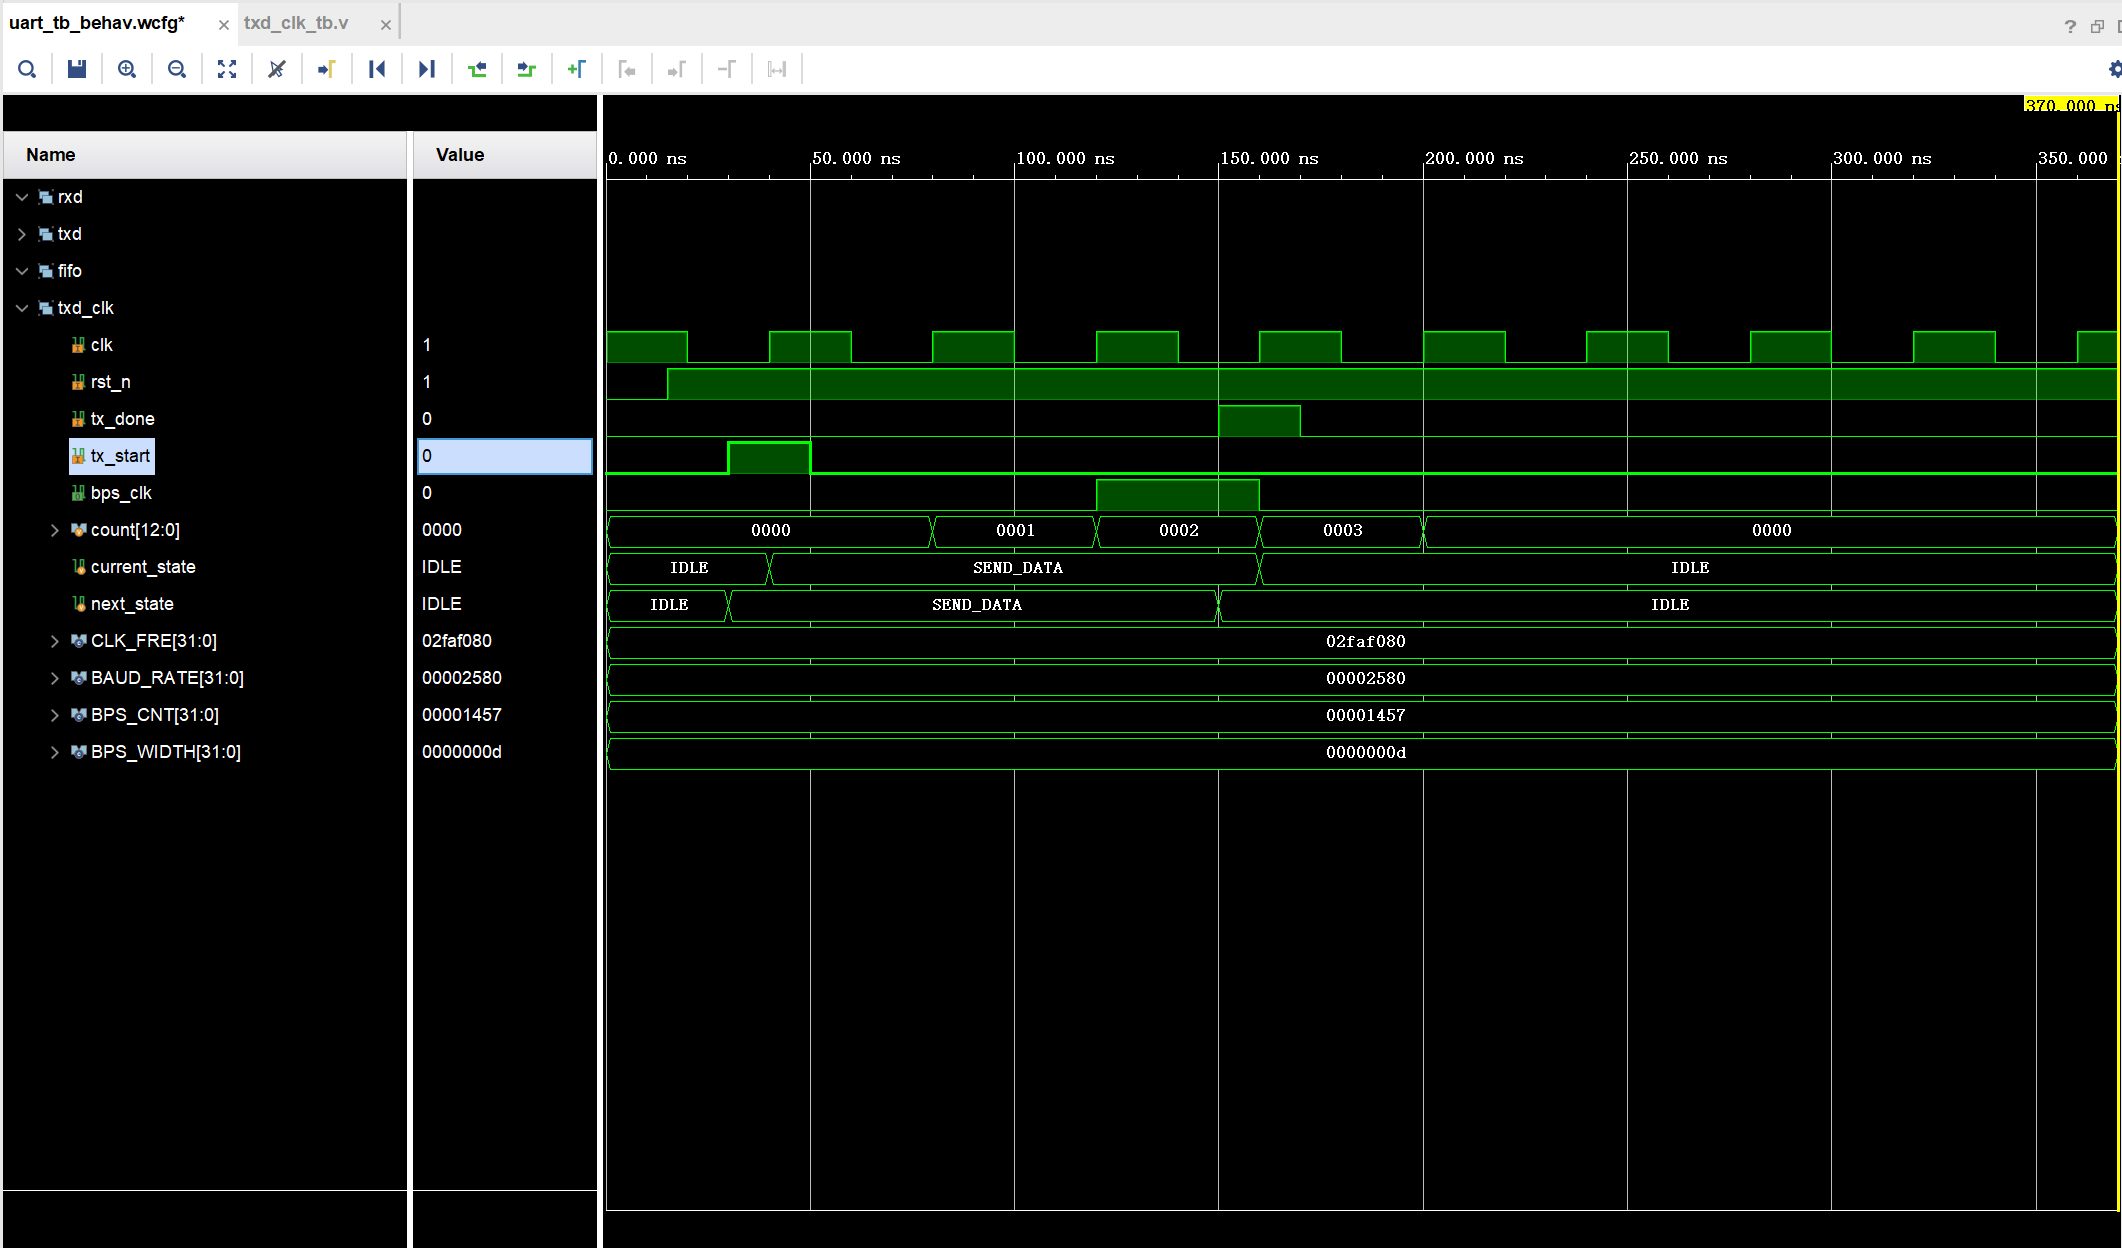 uart_tb_behav.wcfg* × txd_clk_tb.v ×
?
370.000 ns
Name Value
0.000 ns 50.000 ns 100.000 ns 150.000 ns 200.000 ns 250.000 ns 300.000 ns 350.000
rxd
txd
fifo
txd_clk
clk 1
rst_n 1
tx_done 0
tx_start 0
bps_clk 0
count[12:0] 0000 0000 0001 0002 0003 0000
current_state IDLE IDLE SEND_DATA IDLE
next_state IDLE IDLE SEND_DATA IDLE
CLK_FRE[31:0] 02faf080 02faf080
BAUD_RATE[31:0] 00002580 00002580
BPS_CNT[31:0] 00001457 00001457
BPS_WIDTH[31:0] 0000000d 0000000d